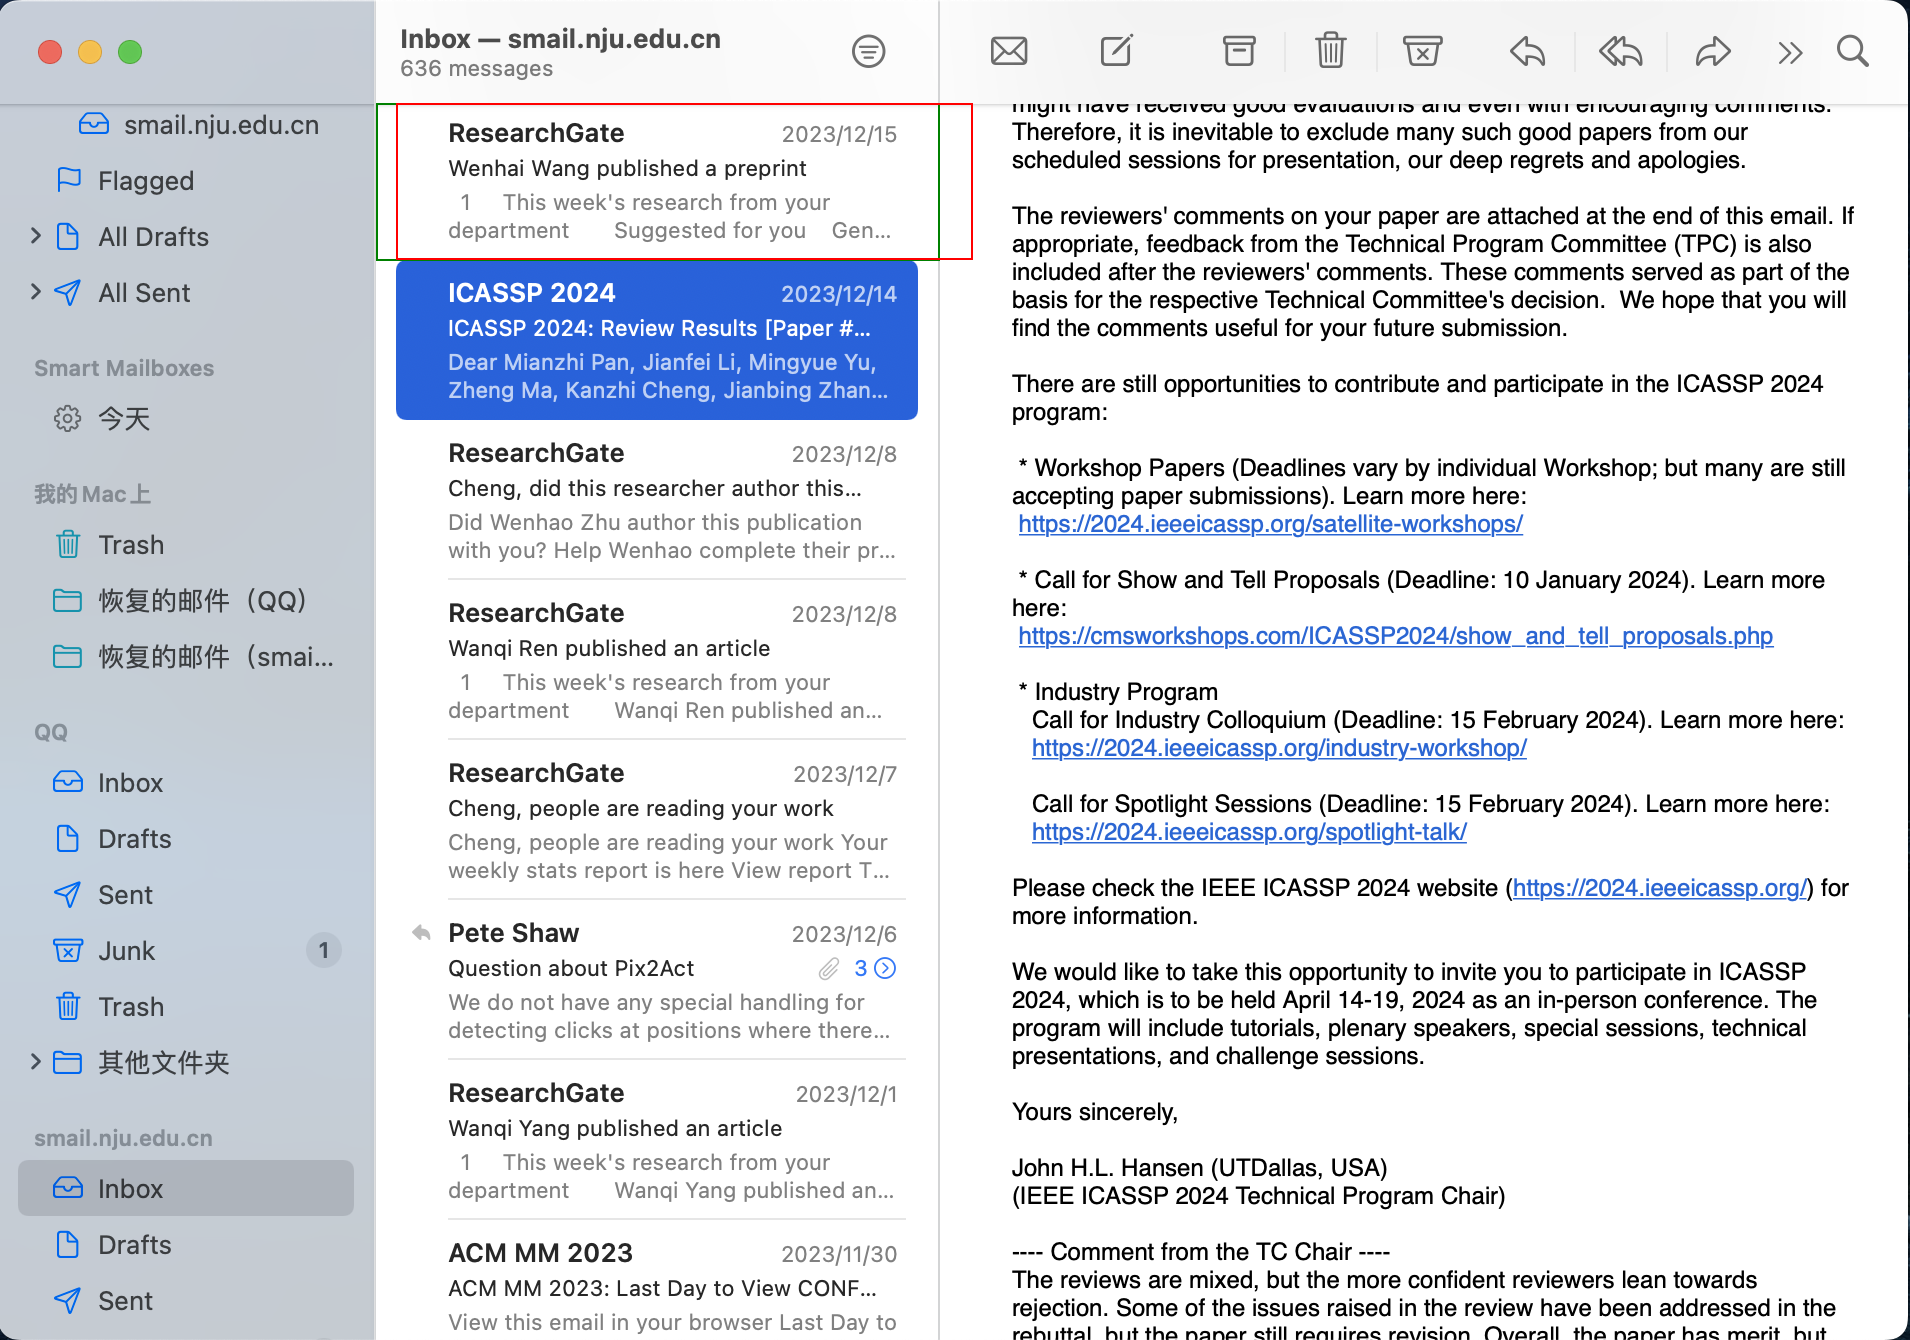 smail.nju.edu.cn
Flagged
All Drafts
All Sent
Smart Mailboxes
今天
我的Mac上
Trash
恢复的邮件（QQ）
恢复的邮件（smai...
QQ
Inbox
Drafts
Sent
Junk 1
Trash
其他文件夹
smail.nju.edu.cn
Inbox
Drafts
Sent
Inbox — smail.nju.edu.cn
636 messages
ResearchGate 2023/12/15
Wenhai Wang published a preprint
1 This week's research from your
department Suggested for you Gen...
ICASSP 2024 2023/12/14
ICASSP 2024: Review Results [Paper #...
Dear Mianzhi Pan, Jianfei Li, Mingyue Yu,
Zheng Ma, Kanzhi Cheng, Jianbing Zhan...
ResearchGate 2023/12/8
Cheng, did this researcher author this...
Did Wenhao Zhu author this publication
with you? Help Wenhao complete their pr...
ResearchGate 2023/12/8
Wanqi Ren published an article
1 This week's research from your
department Wanqi Ren published an...
ResearchGate 2023/12/7
Cheng, people are reading your work
Cheng, people are reading your work Your
weekly stats report is here View report T...
Pete Shaw 2023/12/6
Question about Pix2Act 3
We do not have any special handling for
detecting clicks at positions where there...
ResearchGate 2023/12/1
Wanqi Yang published an article
1 This week's research from your
department Wanqi Yang published an...
ACM MM 2023 2023/11/30
ACM MM 2023: Last Day to View CONF...
View this email in your browser Last Day to
might have received good evaluations and even with encouraging comments.
Therefore, it is inevitable to exclude many such good papers from our
scheduled sessions for presentation, our deep regrets and apologies.
The reviewers' comments on your paper are attached at the end of this email. If
appropriate, feedback from the Technical Program Committee (TPC) is also
included after the reviewers' comments. These comments served as part of the
basis for the respective Technical Committee's decision.  We hope that you will
find the comments useful for your future submission.
There are still opportunities to contribute and participate in the ICASSP 2024
program:
* Workshop Papers (Deadlines vary by individual Workshop; but many are still
accepting paper submissions). Learn more here:
https://2024.ieeeicassp.org/satellite-workshops/
* Call for Show and Tell Proposals (Deadline: 10 January 2024). Learn more
here:
https://cmsworkshops.com/ICASSP2024/show_and_tell_proposals.php
* Industry Program
Call for Industry Colloquium (Deadline: 15 February 2024). Learn more here:
https://2024.ieeeicassp.org/industry-workshop/
Call for Spotlight Sessions (Deadline: 15 February 2024). Learn more here:
https://2024.ieeeicassp.org/spotlight-talk/
Please check the IEEE ICASSP 2024 website (https://2024.ieeeicassp.org/) for
more information.
We would like to take this opportunity to invite you to participate in ICASSP
2024, which is to be held April 14-19, 2024 as an in-person conference. The
program will include tutorials, plenary speakers, special sessions, technical
presentations, and challenge sessions.
Yours sincerely,
John H.L. Hansen (UTDallas, USA)
(IEEE ICASSP 2024 Technical Program Chair)
---- Comment from the TC Chair ----
The reviews are mixed, but the more confident reviewers lean towards
rejection. Some of the issues raised in the review have been addressed in the
rebuttal, but the paper still requires revision. Overall, the paper has merit, but